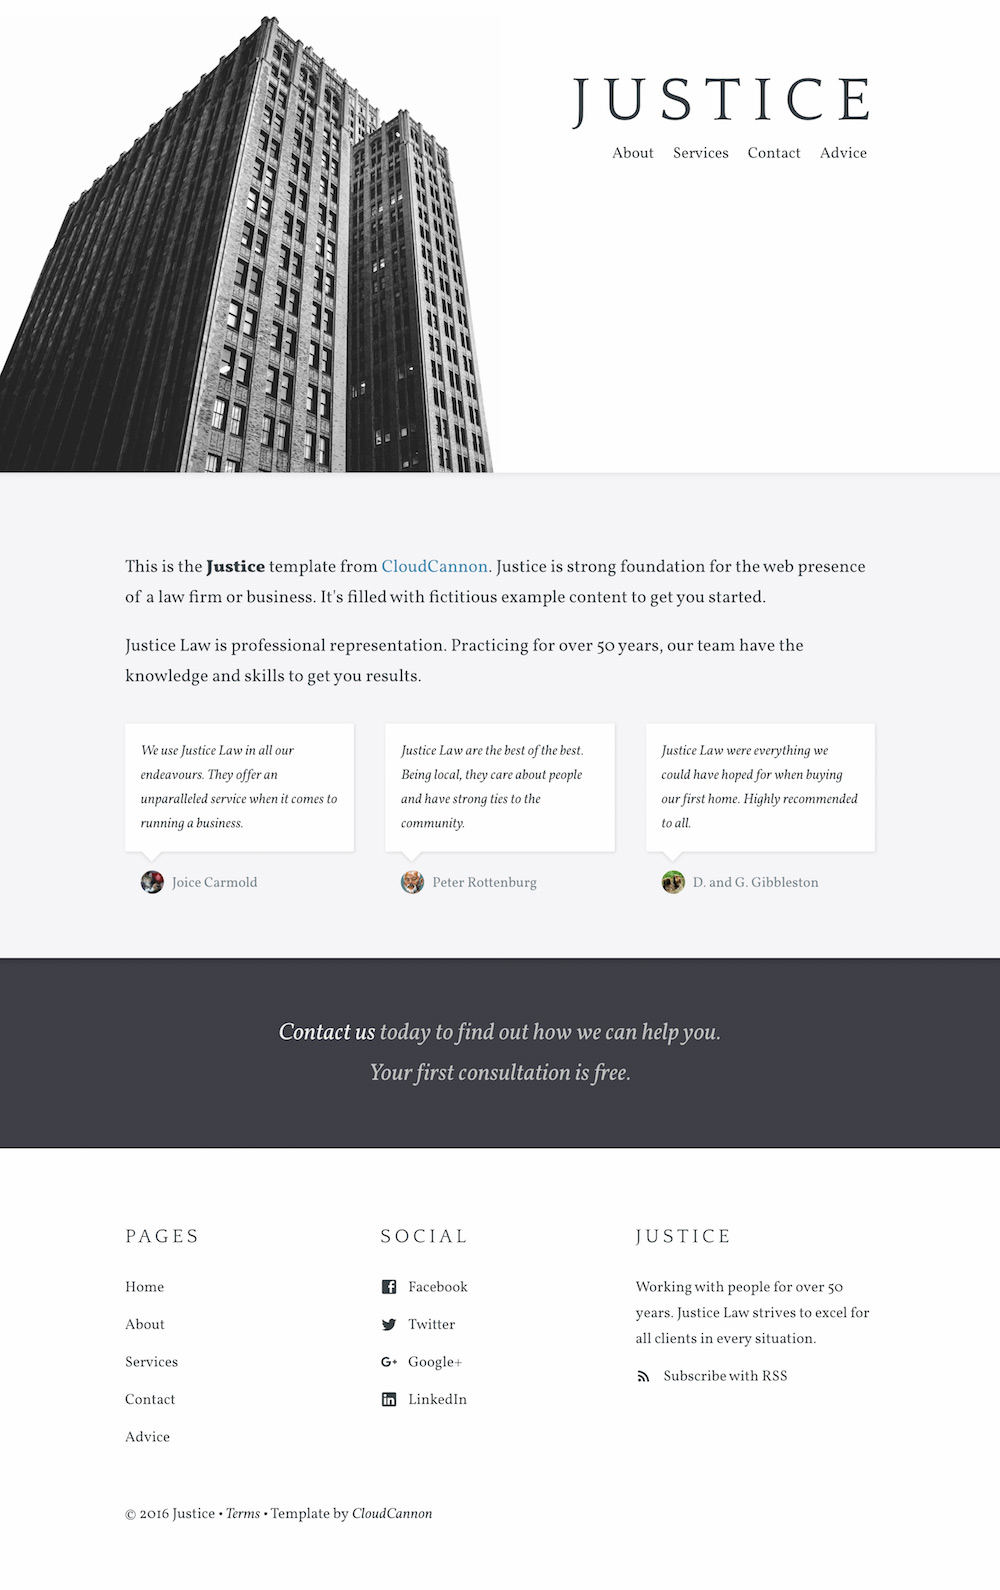 JUSTICE
About Services Contact Advice
This is the Justice template from CloudCannon. Justice is strong foundation for the web presence
of a law firm or business. It's filled with fictitious example content to get you started.
Justice Law is professional representation. Practicing for over 50 years, our team have the
knowledge and skills to get you results.
We use Justice Law in all our
endeavours. They offer an
unparalleled service when it comes to
running a business.
Joice Carmold
Justice Law are the best of the best.
Being local, they care about people
and have strong ties to the
community.
Peter Rottenburg
Justice Law were everything we
could have hoped for when buying
our first home. Highly recommended
to all.
D. and G. Gibbleston
Contact us today to find out how we can help you.
Your first consultation is free.
PAGES
Home
About
Services
Contact
Advice
SOCIAL
Facebook
Twitter
Google+
LinkedIn
JUSTICE
Working with people for over 50
years. Justice Law strives to excel for
all clients in every situation.
Subscribe with RSS
© 2016 Justice • Terms • Template by CloudCannon